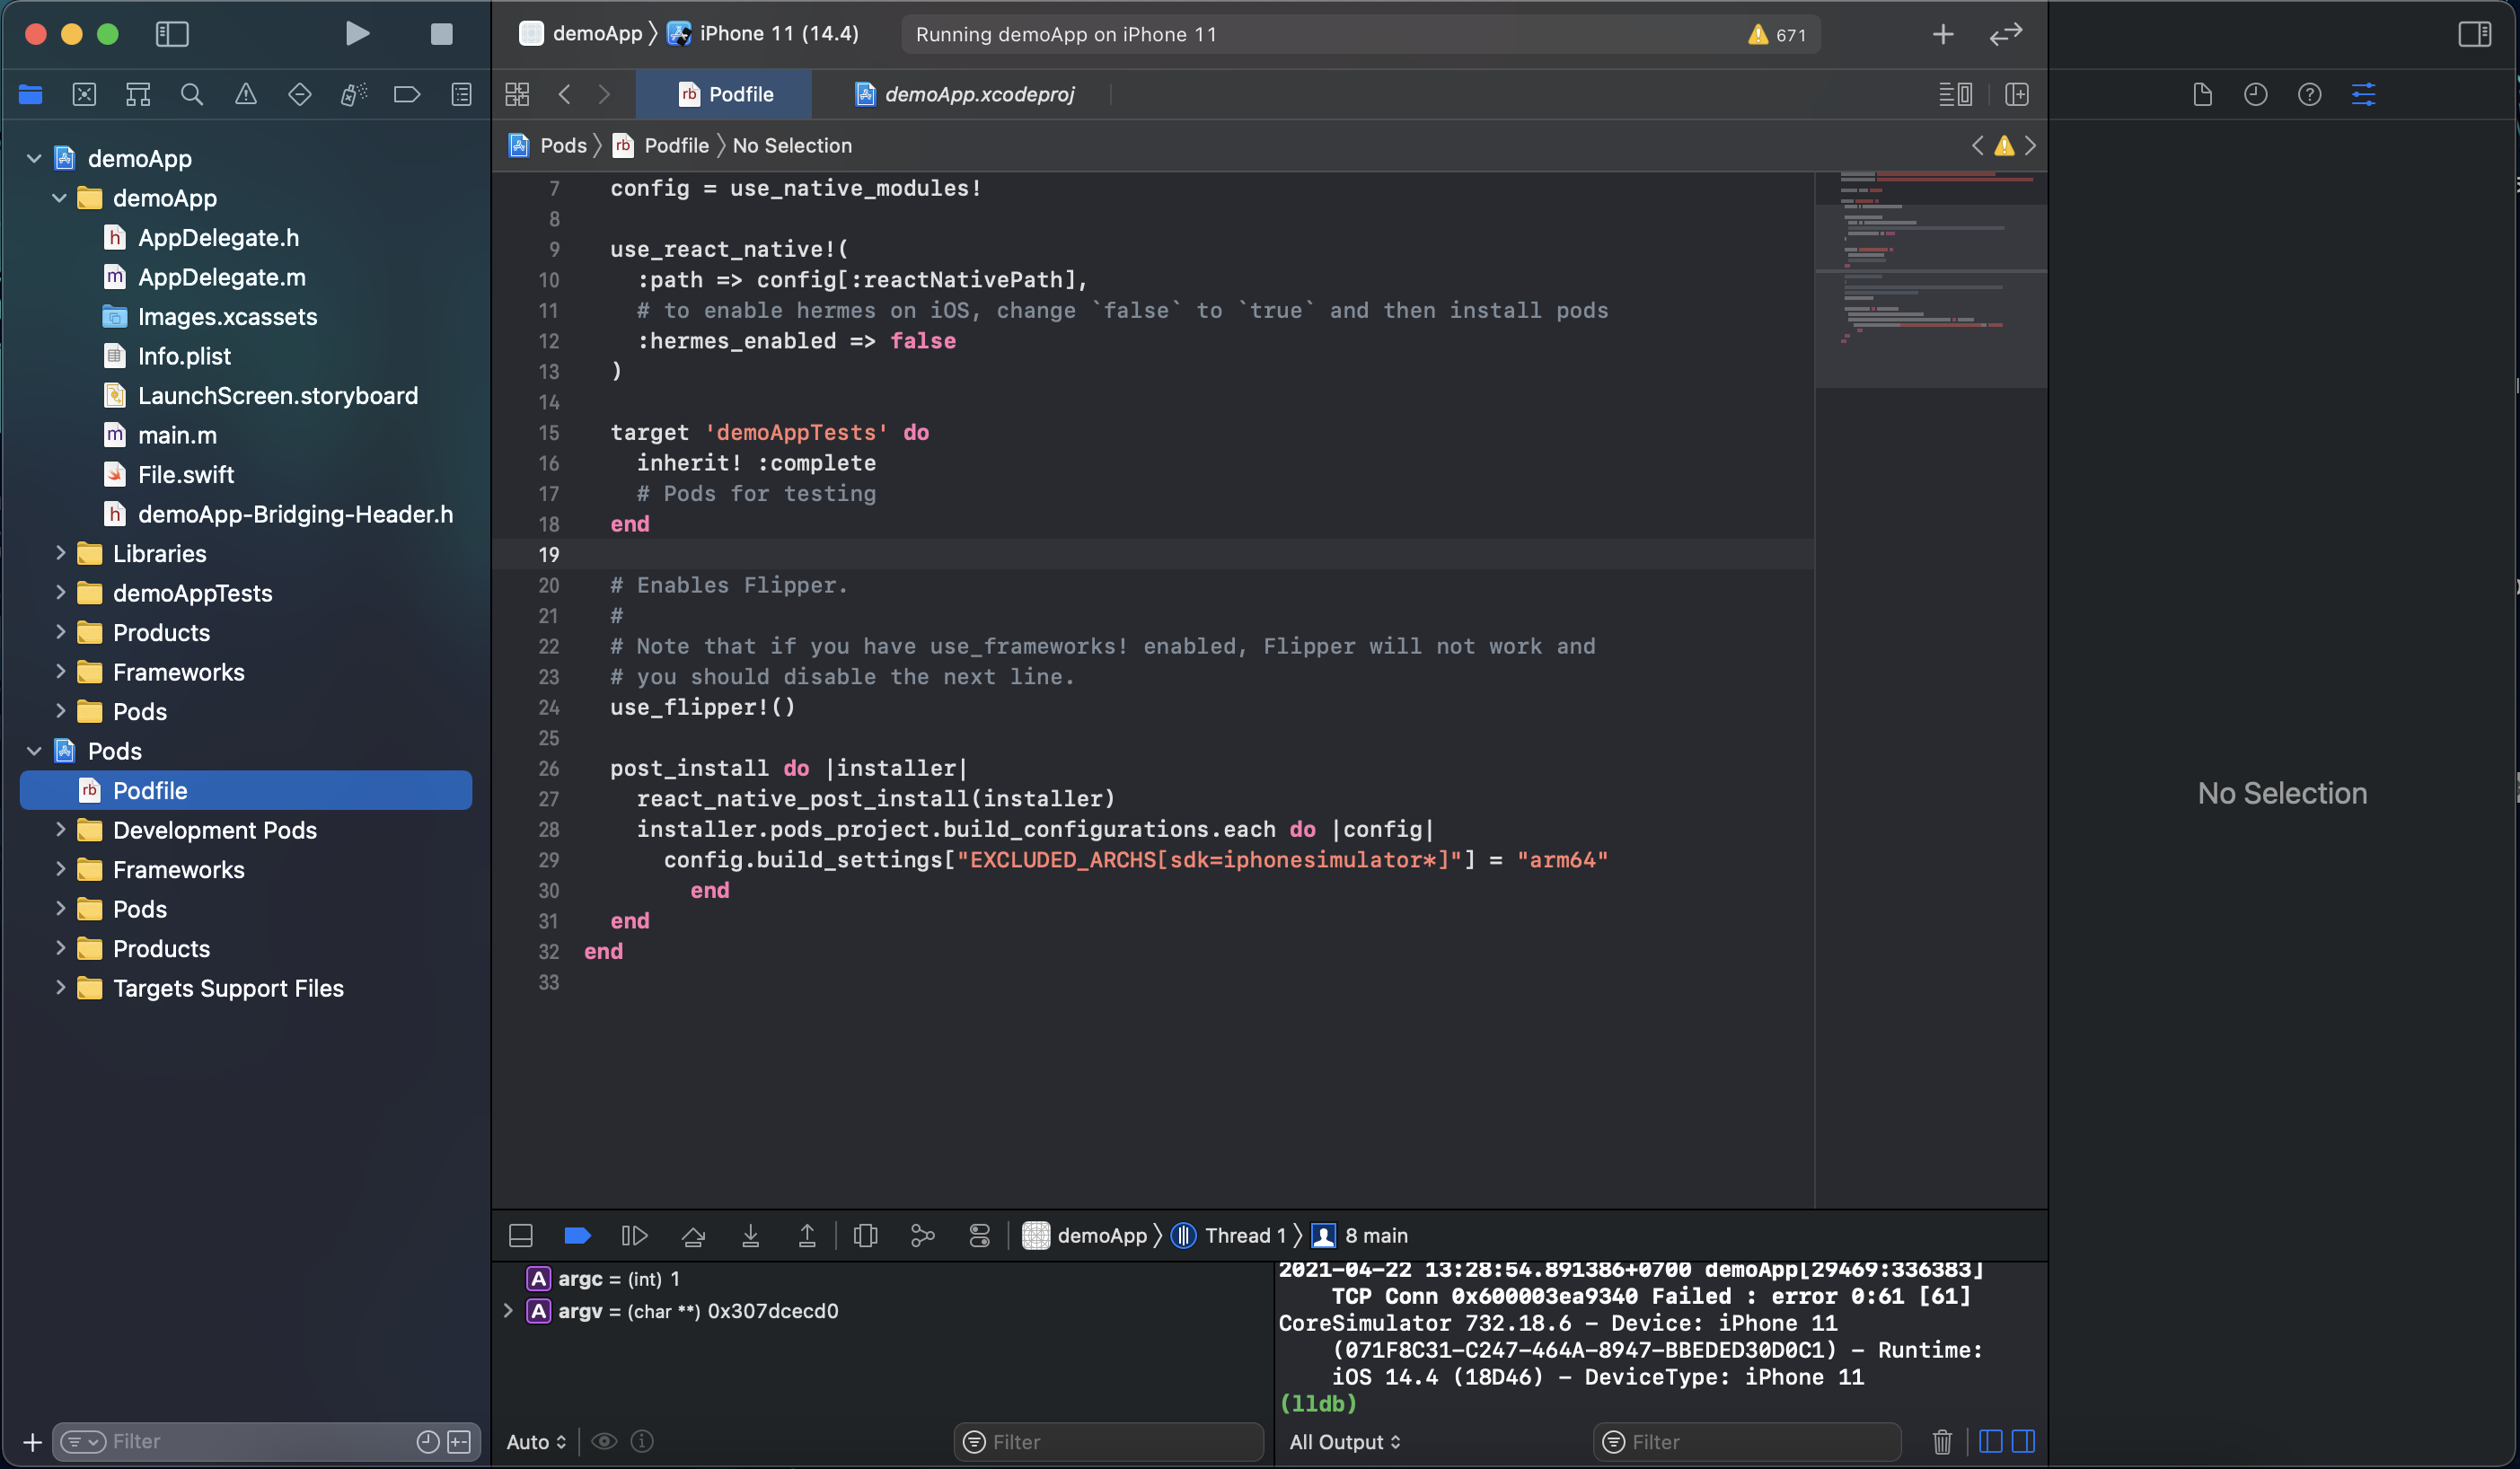 demoApp 〉 iPhone 11 (14.4)
Running demoApp on iPhone 11
671
Podfile
demoApp.xcodeproj
Pods 〉 Podfile 〉 No Selection
demoApp
demoApp
AppDelegate.h
AppDelegate.m
Images.xcassets
Info.plist
LaunchScreen.storyboard
main.m
File.swift
demoApp-Bridging-Header.h
Libraries
demoAppTests
Products
Frameworks
Pods
Pods
Podfile
Development Pods
Frameworks
Pods
Products
Targets Support Files
Filter
7 config = use_native_modules!
8
9 use_react_native!(
10 :path => config[:reactNativePath],
11 # to enable hermes on iOS, change `false` to `true` and then install pods
12 :hermes_enabled => false
13 )
14
15 target 'demoAppTests' do
16 inherit! :complete
17 # Pods for testing
18 end
19
20 # Enables Flipper.
21 #
22 # Note that if you have use_frameworks! enabled, Flipper will not work and
23 # you should disable the next line.
24 use_flipper!()
25
26 post_install do |installer|
27 react_native_post_install(installer)
28 installer.pods_project.build_configurations.each do |config|
29 config.build_settings["EXCLUDED_ARCHS[sdk=iphonesimulator*]"] = "arm64"
30 end
31 end
32 end
33
No Selection
demoApp 〉 Thread 1 〉 8 main
A argc = (int) 1
A argv = (char **) 0x307dcecd0
Auto
Filter
2021-04-22 13:28:54.891386+0700 demoApp[29469:336383]
TCP Conn 0x600003ea9340 Failed : error 0:61 [61]
CoreSimulator 732.18.6 – Device: iPhone 11
(071F8C31-C247-464A-8947-BBEDED30D0C1) – Runtime:
iOS 14.4 (18D46) – DeviceType: iPhone 11
(lldb)
All Output
Filter